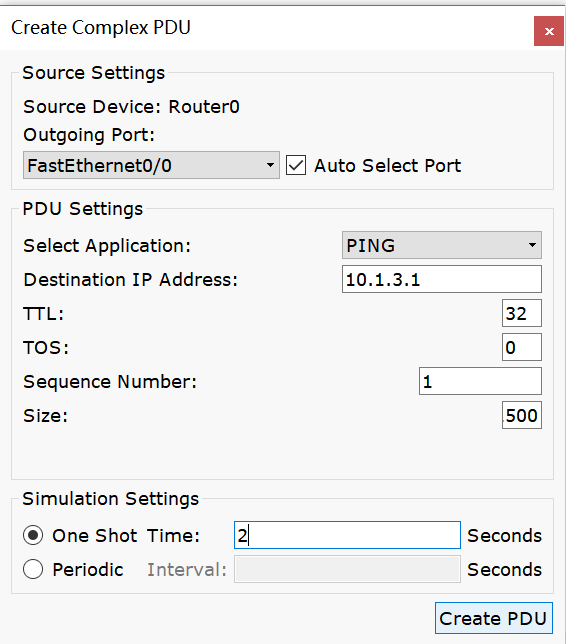 Create Complex PDU
×
Source Settings
Source Device: Router0
Outgoing Port:
FastEthernet0/0 Auto Select Port
PDU Settings
Select Application: PING
Destination IP Address: 10.1.3.1
TTL: 32
TOS: 0
Sequence Number: 1
Size: 500
Simulation Settings
One Shot Time: 2 Seconds
Periodic Interval: Seconds
Create PDU